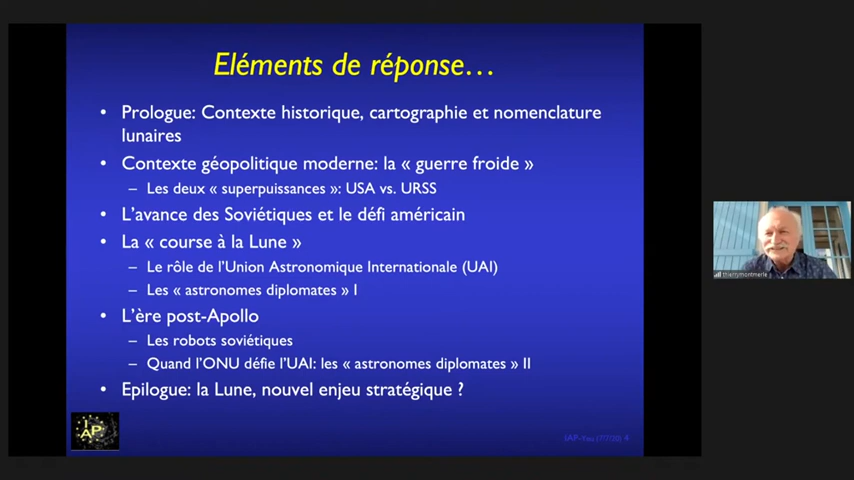 Eléments de réponse…
• Prologue: Contexte historique, cartographie et nomenclature
lunaires
• Contexte géopolitique moderne: la « guerre froide »
– Les deux « superpuissances »: USA vs. URSS
• L’avance des Soviétiques et le défi américain
• La « course à la Lune »
– Le rôle de l’Union Astronomique Internationale (UAI)
– Les « astronomes diplomates » I
• L’ère post-Apollo
– Les robots soviétiques
– Quand l’ONU défie l’UAI: les « astronomes diplomates » II
• Epilogue: la Lune, nouvel enjeu stratégique ?
IAP
4
thierrymontmerle